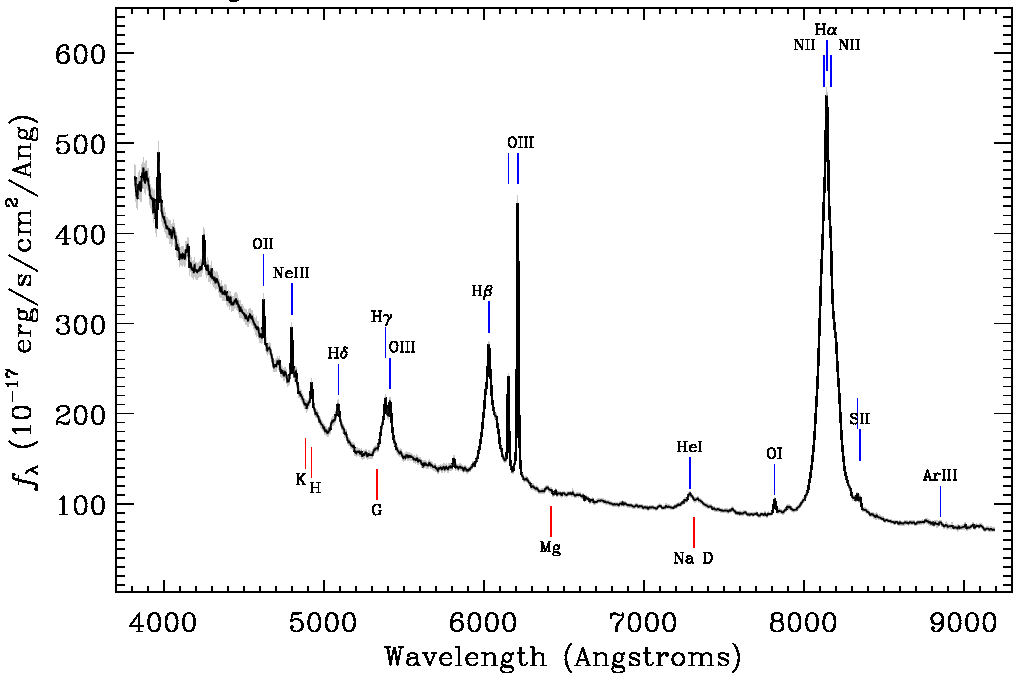 Hα
NII NII
600
500
OIII
400
OII
NeIII
Hβ
300
Hγ
Hδ OIII
200
SII
HeI
OI
ArIII
K H
G
100
Mg
Na D
4000 5000 6000 7000 8000 9000
Wavelength (Angstroms)
fλ (10⁻¹⁷ erg/s/cm²/Ang)